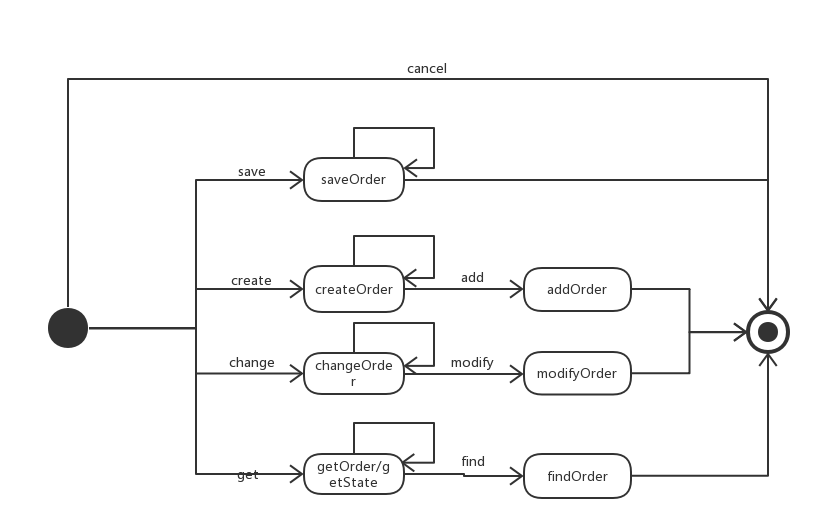 cancel
save
saveOrder
create
createOrder
add
addOrder
change
changeOrde
r
modify
modifyOrder
get
getOrder/g
etState
find
findOrder